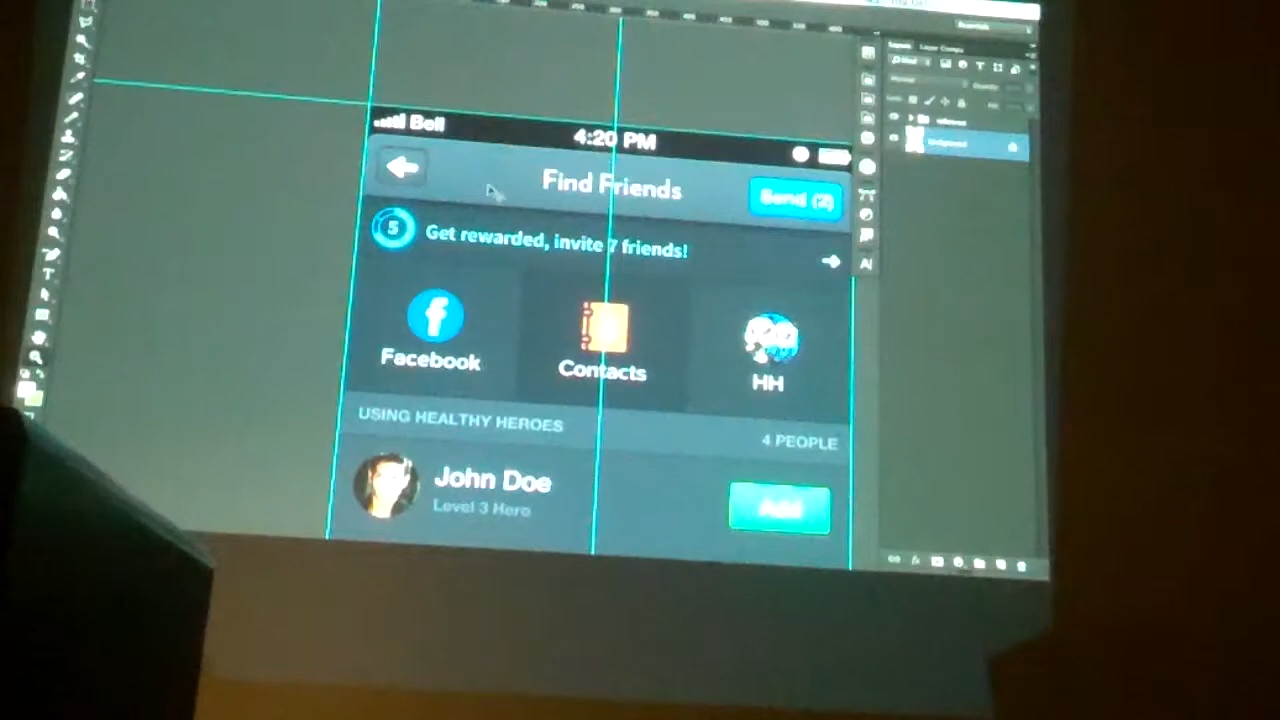 Bell
4:20 PM
Find Friends
Send (2)
5
Get rewarded, invite 7 friends!
Facebook
Contacts
HH
USING HEALTHY HEROES
4 PEOPLE
John Doe
Level 3 Hero
Add